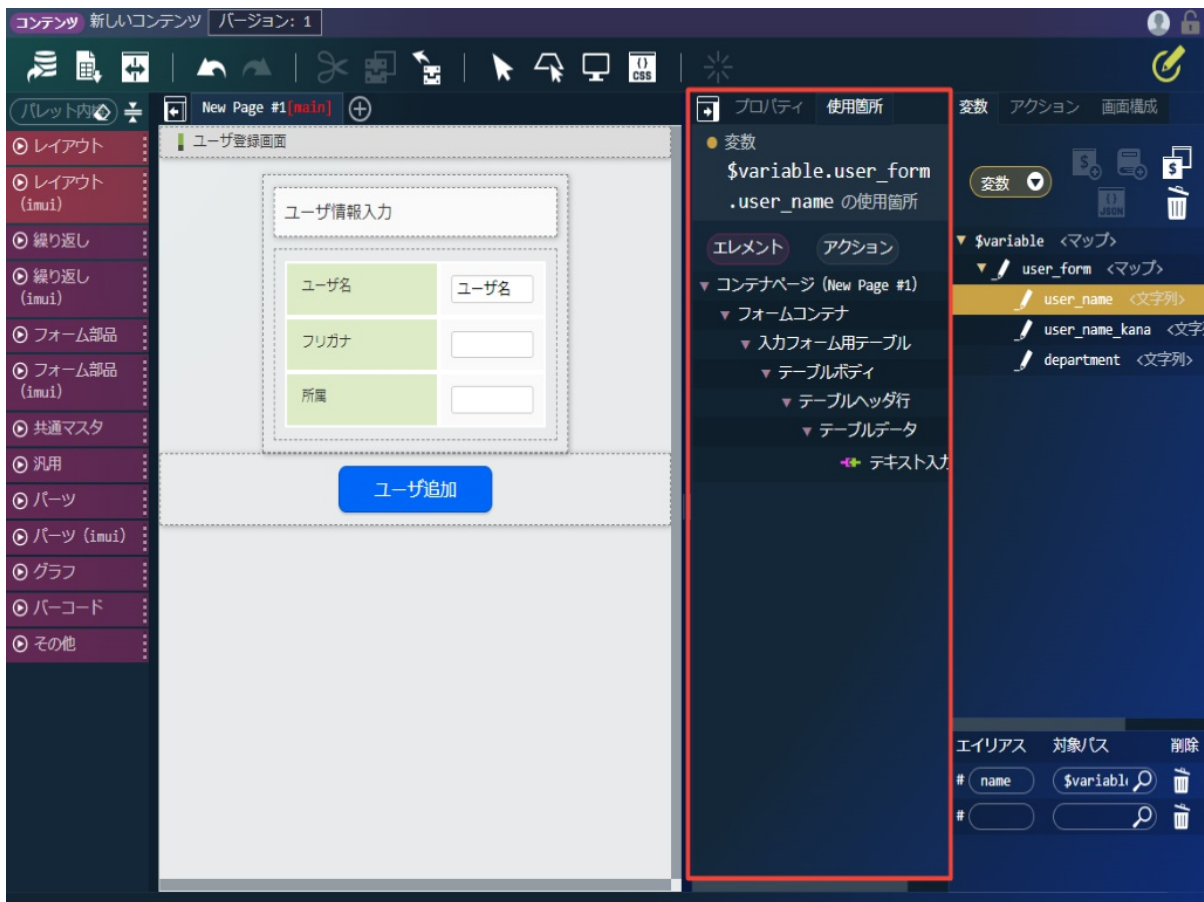 コンテンツ 新しいコンテンツ バージョン: 1
{} CSS
パレット内
レイアウト
レイアウト
(imui)
繰り返し
繰り返し
(imui)
フォーム部品
フォーム部品
(imui)
共通マスタ
汎用
パーツ
パーツ (imui)
グラフ
バーコード
その他
New Page #1[main]
ユーザ登録画面
ユーザ情報入力
ユーザ名 ユーザ名
フリガナ
所属
ユーザ追加
プロパティ 使用箇所
変数
$variable.user_form
.user_name の使用箇所
エレメント アクション
コンテナページ (New Page #1)
フォームコンテナ
入力フォーム用テーブル
テーブルボディ
テーブルヘッダ行
テーブルデータ
テキスト入力
変数 アクション 画面構成
変数
{} JSON
$variable <マップ>
user_form <マップ>
user_name <文字列>
user_name_kana <文字
department <文字列>
エイリアス 対象パス 削除
# name $variabl
#